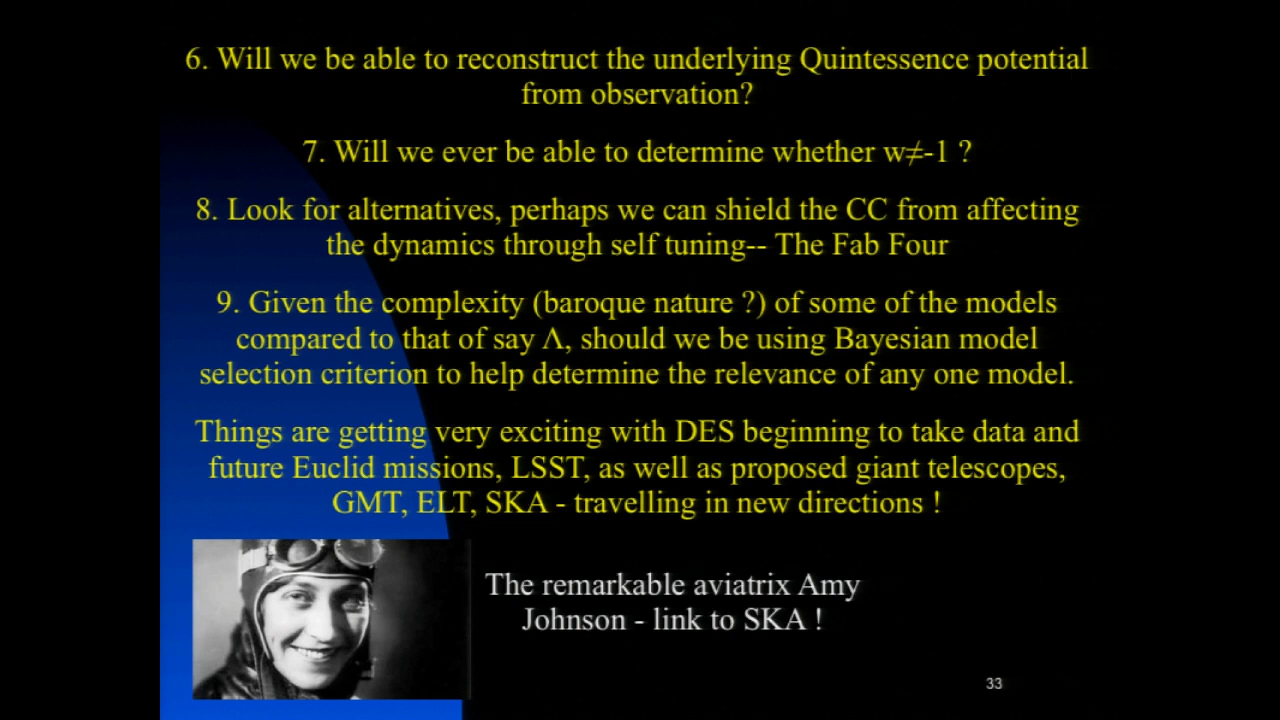 6. Will we be able to reconstruct the underlying Quintessence potential
from observation?
7. Will we ever be able to determine whether w≠-1 ?
8. Look for alternatives, perhaps we can shield the CC from affecting
the dynamics through self tuning-- The Fab Four
9. Given the complexity (baroque nature ?) of some of the models
compared to that of say Λ, should we be using Bayesian model
selection criterion to help determine the relevance of any one model.
Things are getting very exciting with DES beginning to take data and
future Euclid missions, LSST, as well as proposed giant telescopes,
GMT, ELT, SKA - travelling in new directions !
The remarkable aviatrix Amy
Johnson - link to SKA !
33